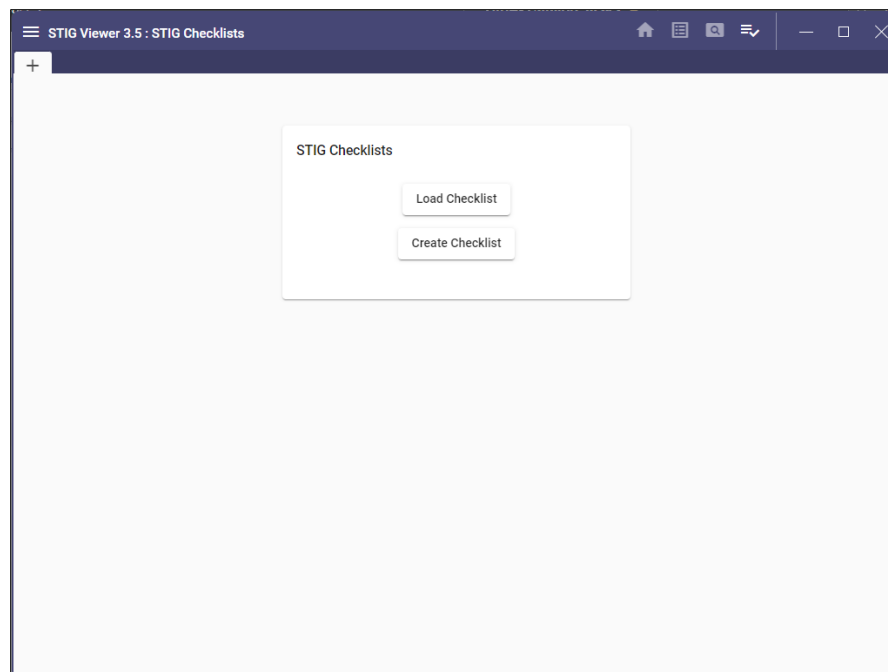 STIG Viewer 3.5 : STIG Checklists
+
STIG Checklists
Load Checklist
Create Checklist